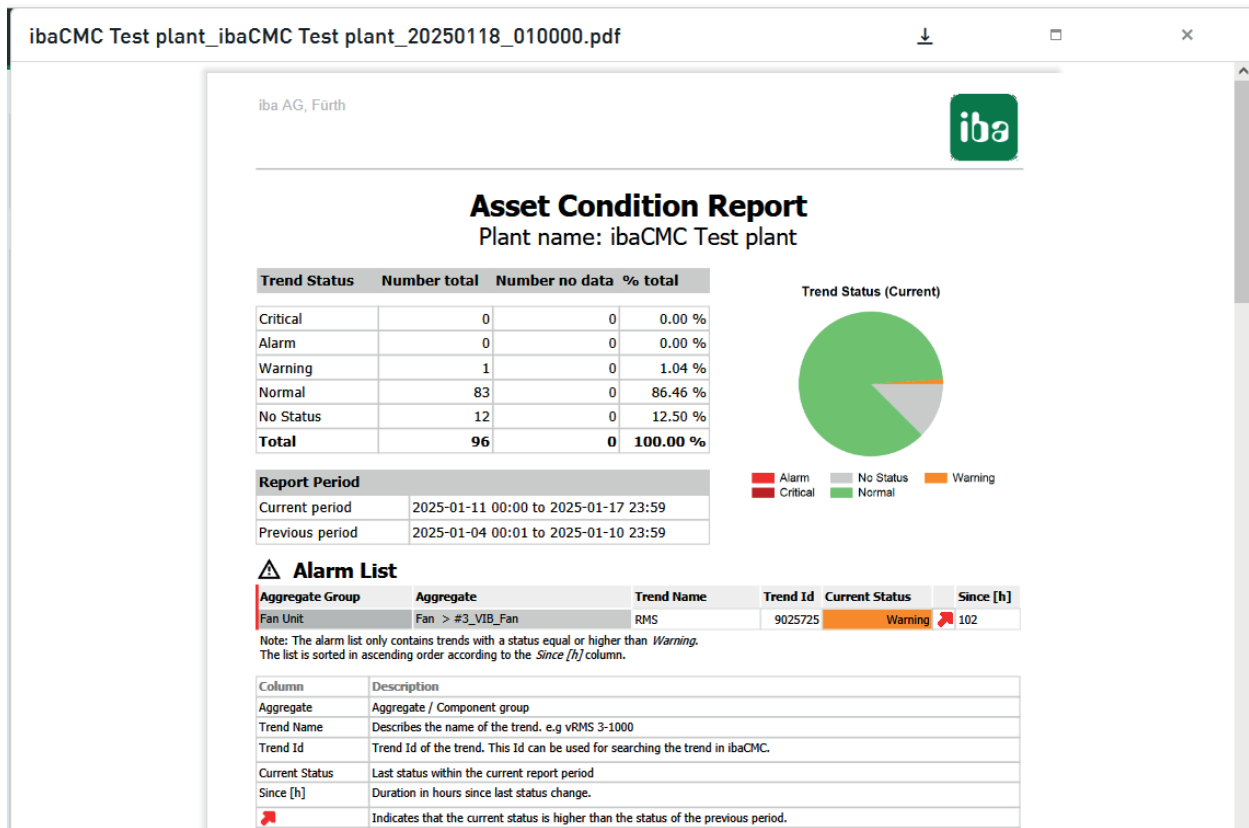 ibaCMC Test plant_ibaCMC Test plant_20250118_010000.pdf
iba AG, Fürth
iba
Asset Condition Report
Plant name: ibaCMC Test plant
Trend Status Number total Number no data % total
Critical 0 0 0.00 %
Alarm 0 0 0.00 %
Warning 1 0 1.04 %
Normal 83 0 86.46 %
No Status 12 0 12.50 %
Total 96 0 100.00 %
Trend Status (Current)
Alarm No Status Warning
Critical Normal
Report Period
Current period 2025-01-11 00:00 to 2025-01-17 23:59
Previous period 2025-01-04 00:01 to 2025-01-10 23:59
Alarm List
Aggregate Group Aggregate Trend Name Trend Id Current Status Since [h]
Fan Unit Fan > #3_VIB_Fan RMS 9025725 Warning 102
Note: The alarm list only contains trends with a status equal or higher than Warning.
The list is sorted in ascending order according to the Since [h] column.
Column Description
Aggregate Aggregate / Component group
Trend Name Describes the name of the trend. e.g vRMS 3-1000
Trend Id Trend Id of the trend. This Id can be used for searching the trend in ibaCMC.
Current Status Last status within the current report period
Since [h] Duration in hours since last status change.
Indicates that the current status is higher than the status of the previous period.